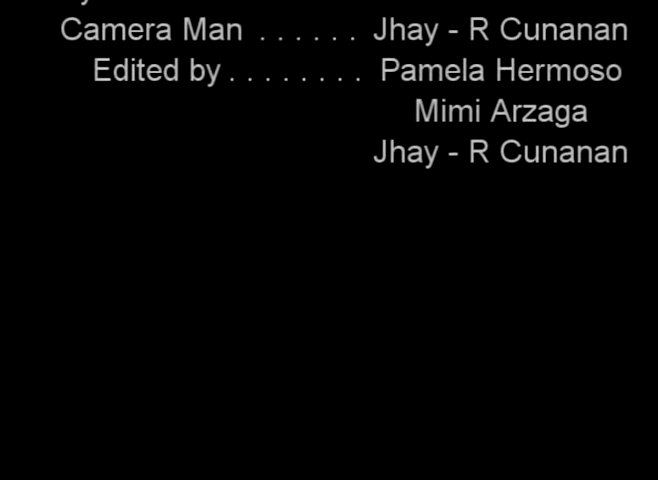 Camera Man . . . . . . Jhay - R Cunanan
Edited by . . . . . . . . Pamela Hermoso
Mimi Arzaga
Jhay - R Cunanan